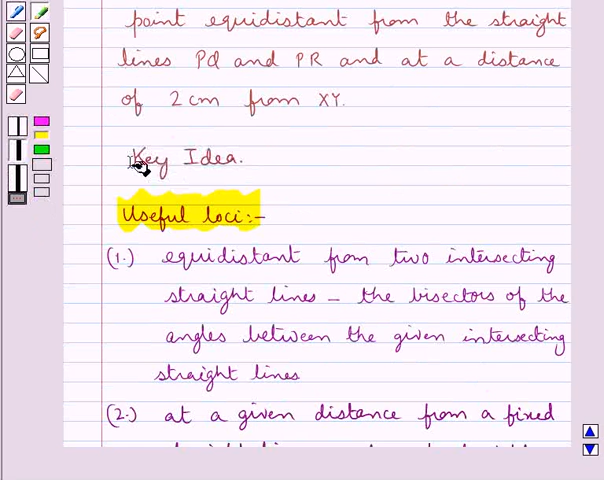 point equidistant from the straight
lines PQ and PR and at a distance
of 2 cm from XY.
Key Idea.
Useful loci:-
(1.) equidistant from two intersecting
straight lines – the bisectors of the
angles between the given intersecting
straight lines
(2.) at a given distance from a fixed